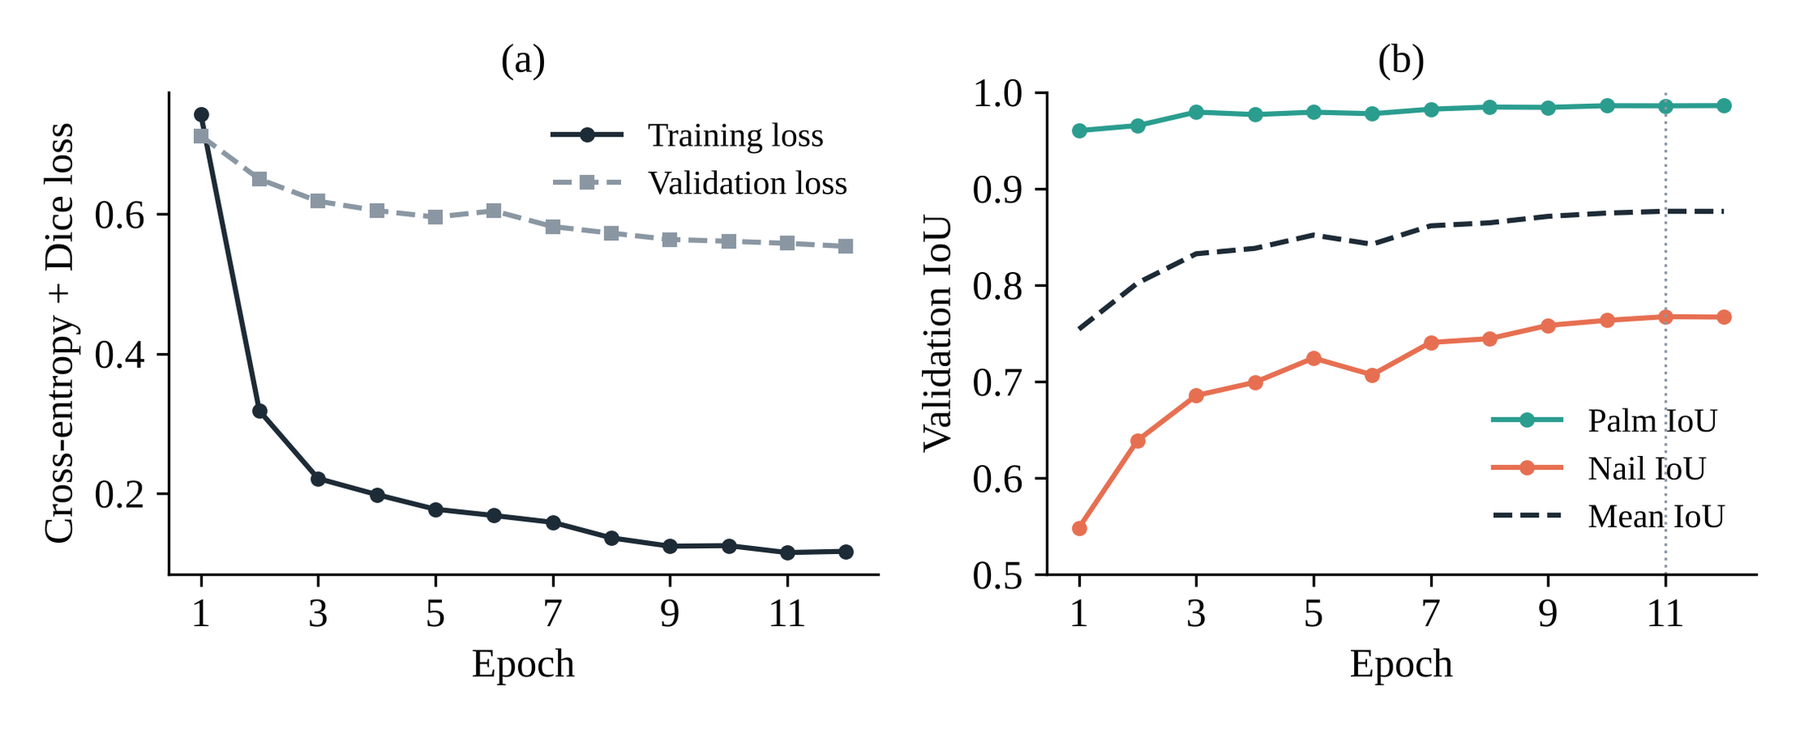 (a)
Cross-entropy + Dice loss
0.6
0.4
0.2
Training loss
Validation loss
1 3 5 7 9 11
Epoch
(b)
Validation IoU
1.0
0.9
0.8
0.7
0.6
0.5
Palm IoU
Nail IoU
Mean IoU
1 3 5 7 9 11
Epoch